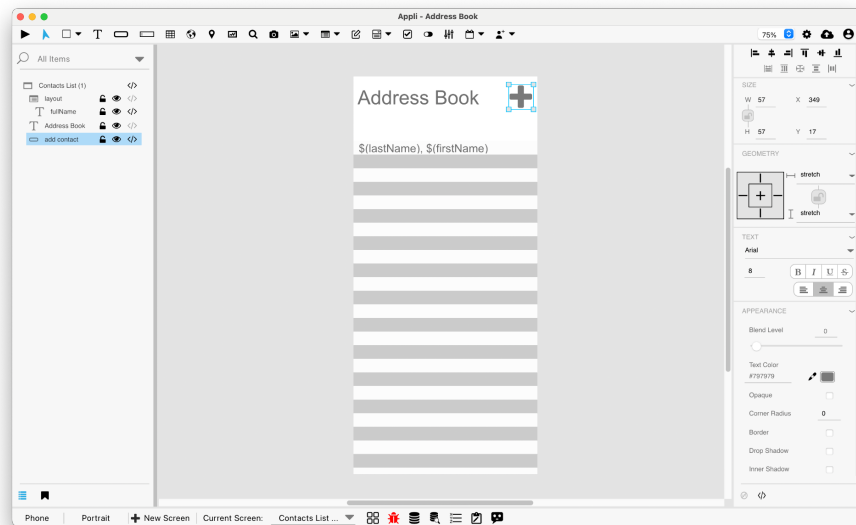 Appli - Address Book
T
75%
All Items
Contacts List (1)
layout
fullName
Address Book
add contact
Address Book
$(lastName), $(firstName)
SIZE
W 57 X 349
H 57 Y 17
GEOMETRY
stretch
stretch
TEXT
Arial
8 B I U S
APPEARANCE
Blend Level 0
Text Color
#797979
Opaque
Corner Radius 0
Border
Drop Shadow
Inner Shadow
Phone Portrait New Screen Current Screen: Contacts List ...